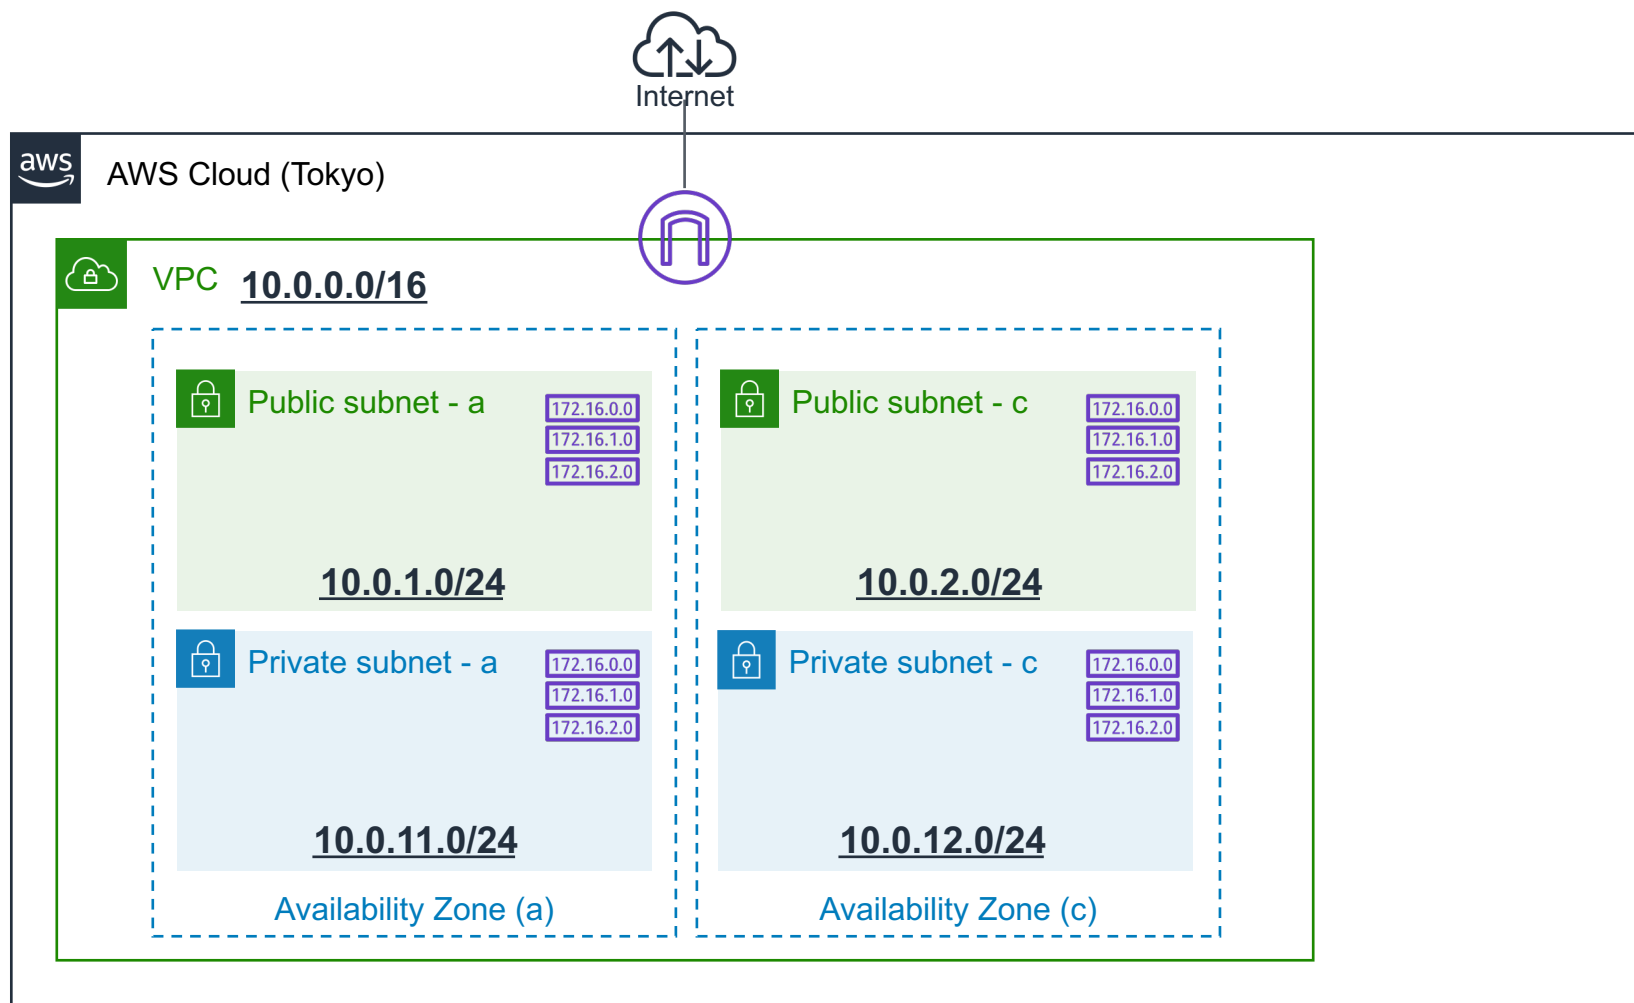 Internet
aws
AWS Cloud (Tokyo)
VPC 10.0.0.0/16
Public subnet - a
172.16.0.0
172.16.1.0
172.16.2.0
10.0.1.0/24
Public subnet - c
172.16.0.0
172.16.1.0
172.16.2.0
10.0.2.0/24
Private subnet - a
172.16.0.0
172.16.1.0
172.16.2.0
10.0.11.0/24
Private subnet - c
172.16.0.0
172.16.1.0
172.16.2.0
10.0.12.0/24
Availability Zone (a)
Availability Zone (c)